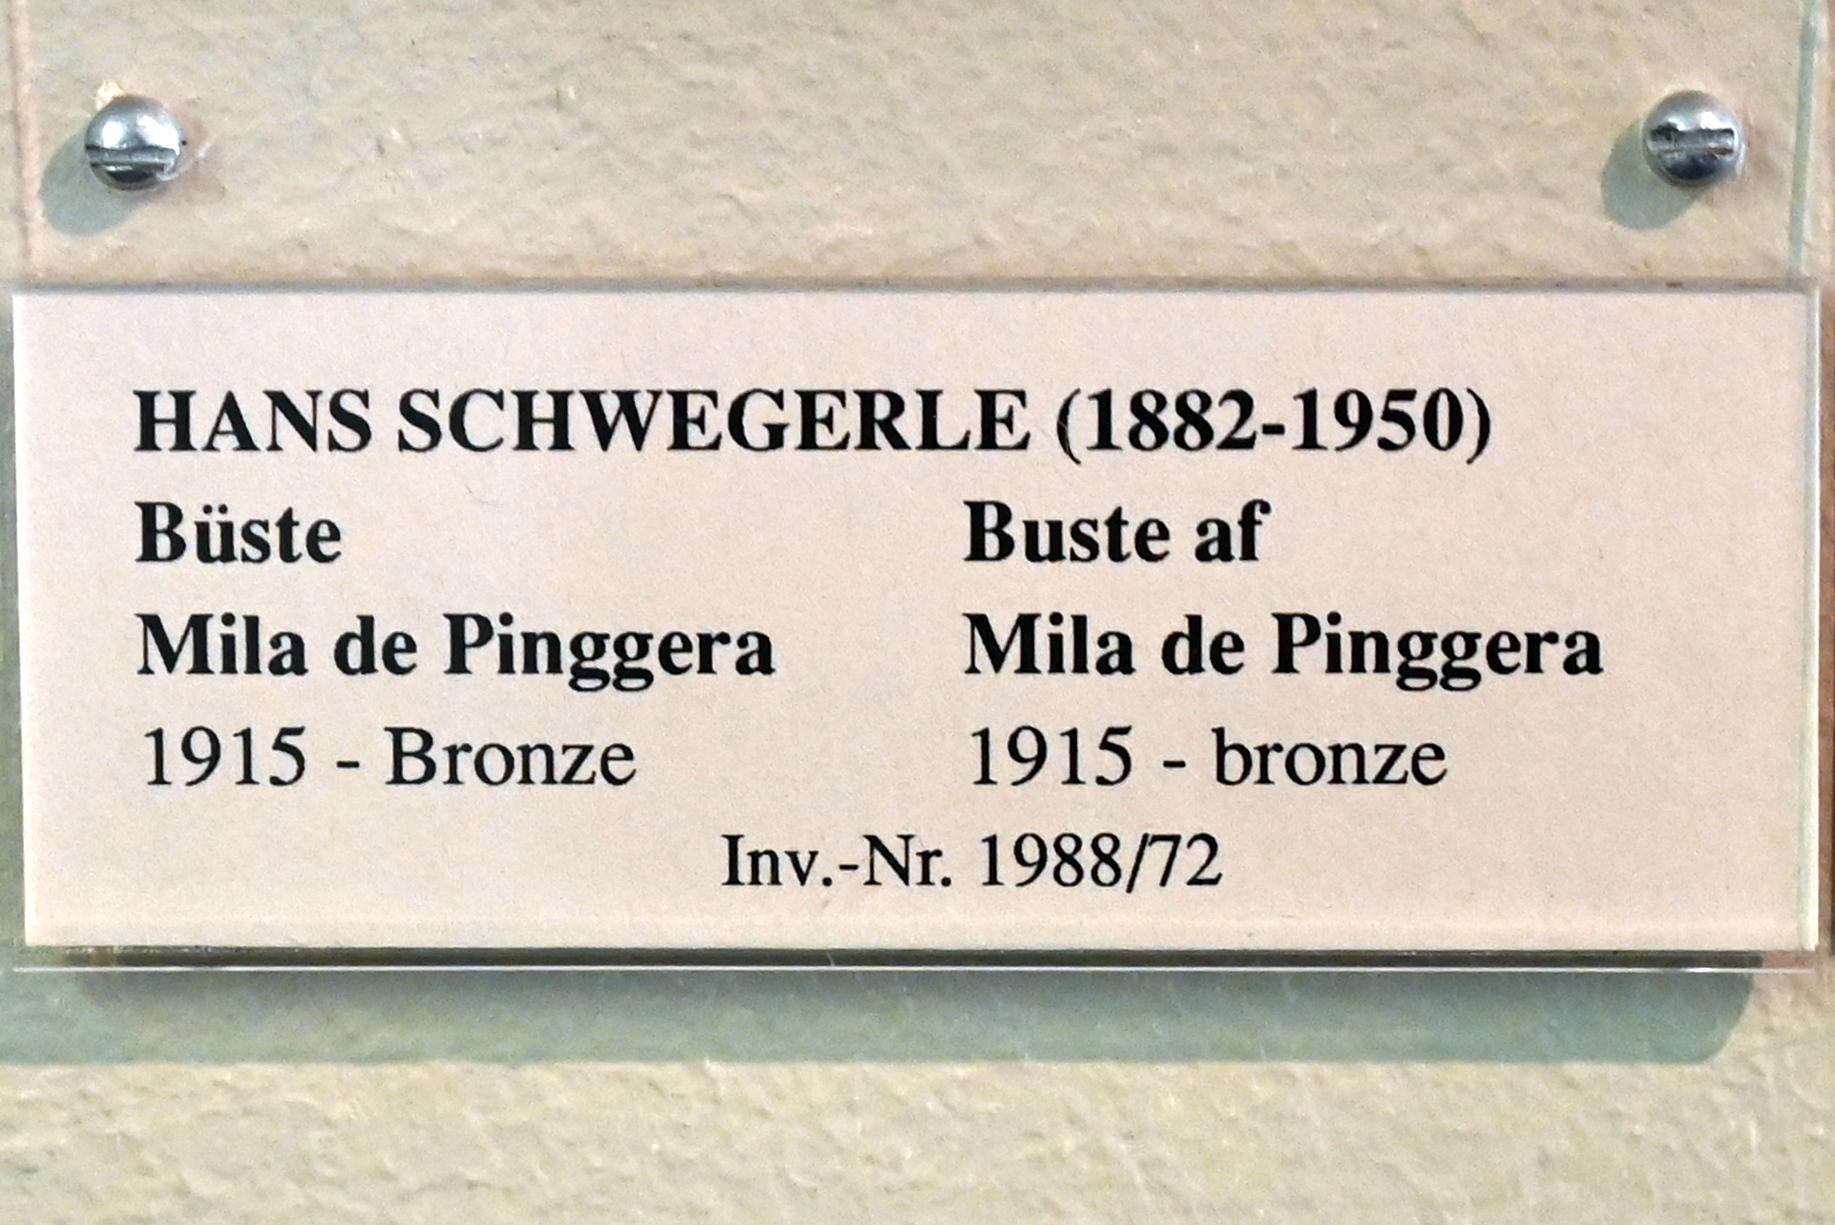 HANS SCHWEGERLE (1882-1950)
Büste Buste af
Mila de Pinggera Mila de Pinggera
1915 - Bronze 1915 - bronze
Inv.-Nr. 1988/72